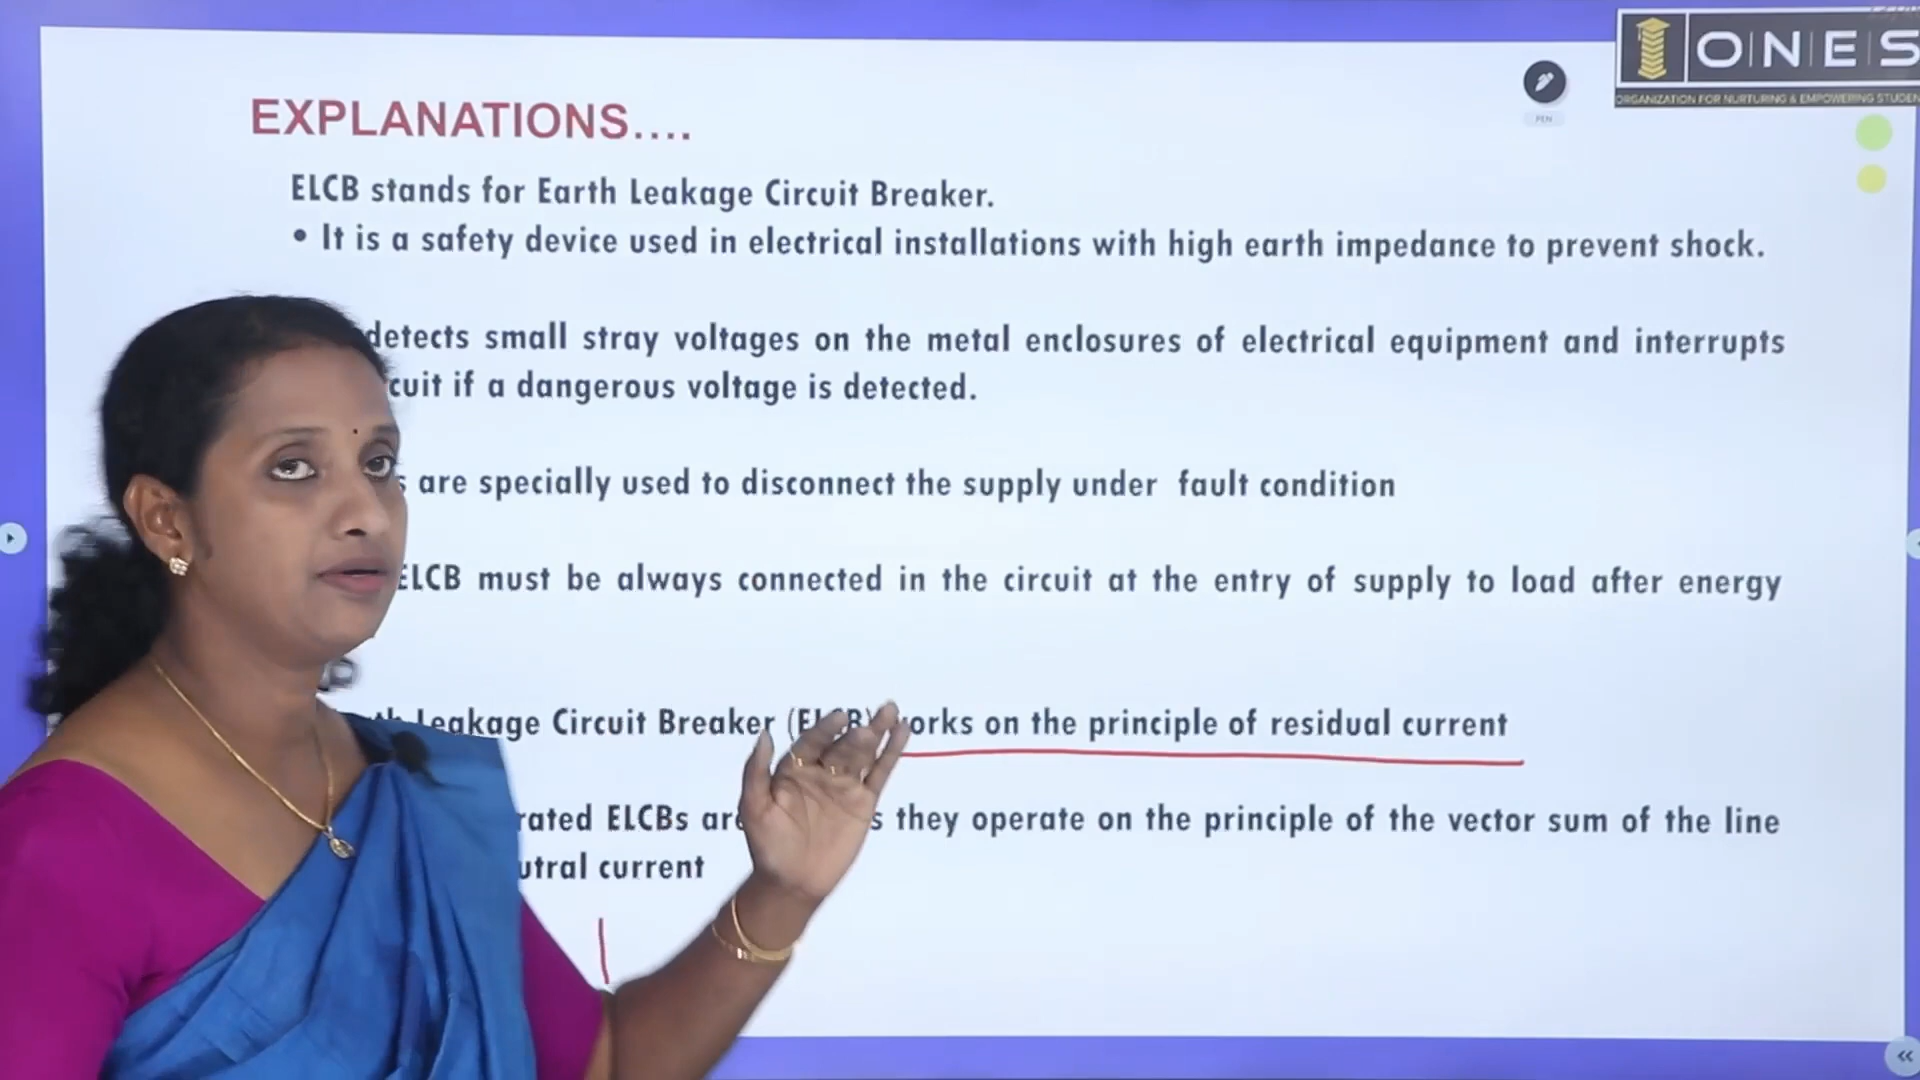 ONES
ORGANIZATION FOR NURTURING & EMPOWERING STUDEN
PEN
EXPLANATIONS....
ELCB stands for Earth Leakage Circuit Breaker.
• It is a safety device used in electrical installations with high earth impedance to prevent shock.
detects small stray voltages on the metal enclosures of electrical equipment and interrupts
if a dangerous voltage is detected.
are specially used to disconnect the supply under fault condition
ELCB must be always connected in the circuit at the entry of supply to load after energy
Leakage Circuit Breaker (ELCB) works on the principle of residual current
rated ELCBs they operate on the principle of the vector sum of the line
current